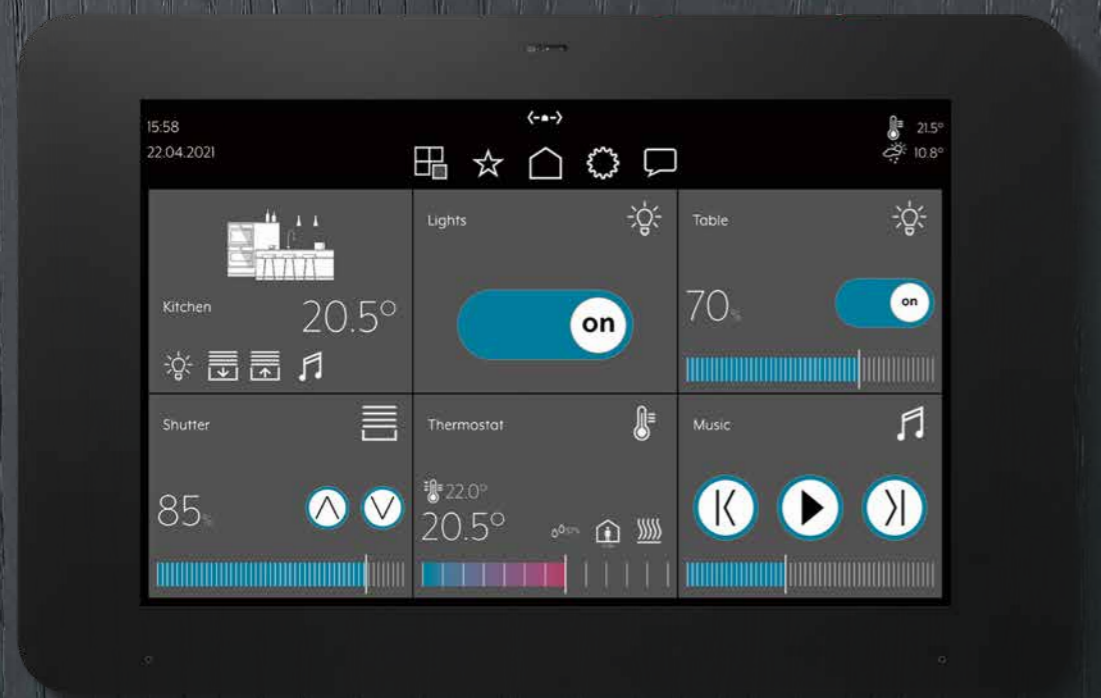 15:58
22.04.2021
21.5°
10.8°
Kitchen
20.5°
Lights
on
Table
70%
on
Shutter
85%
Thermostat
22.0°
20.5°
Music